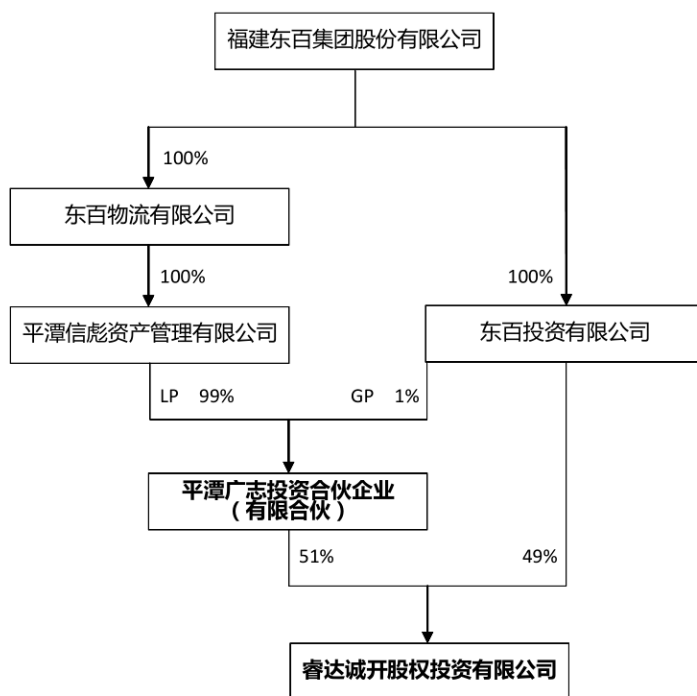 福建东百集团股份有限公司
100%
东百物流有限公司
100%
100%
平潭信彪资产管理有限公司
东百投资有限公司
LP 99%
GP 1%
平潭广志投资合伙企业
（有限合伙）
51%
49%
睿达诚开股权投资有限公司